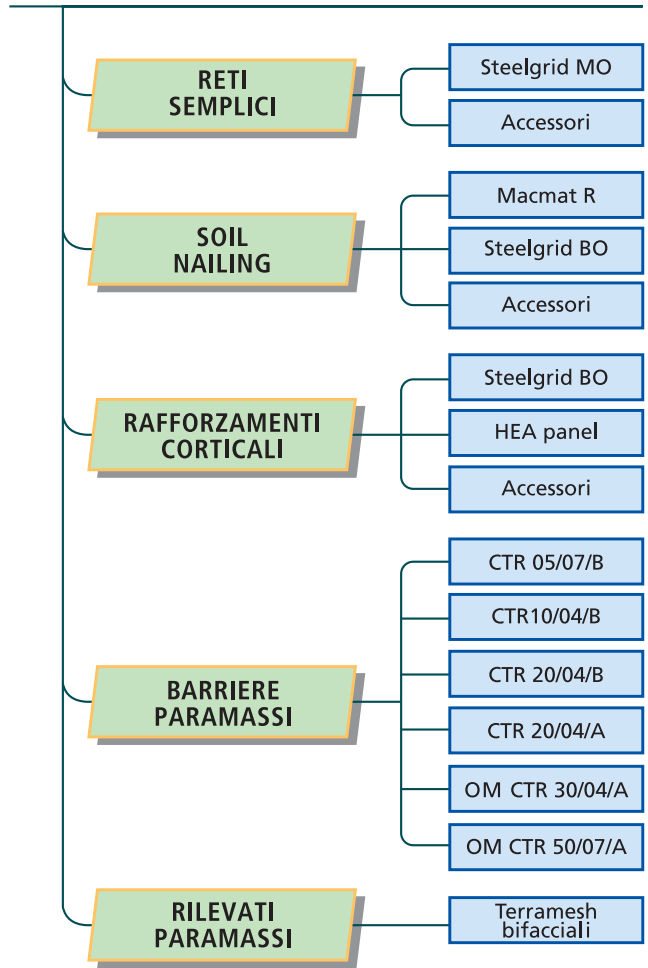 RETI
SEMPLICI
Steelgrid MO
Accessori
SOIL
NAILING
Macmat R
Steelgrid BO
Accessori
RAFFORZAMENTI
CORTICALI
Steelgrid BO
HEA panel
Accessori
BARRIERE
PARAMASSI
CTR 05/07/B
CTR10/04/B
CTR 20/04/B
CTR 20/04/A
OM CTR 30/04/A
OM CTR 50/07/A
RILEVATI
PARAMASSI
Terramesh
bifacciali